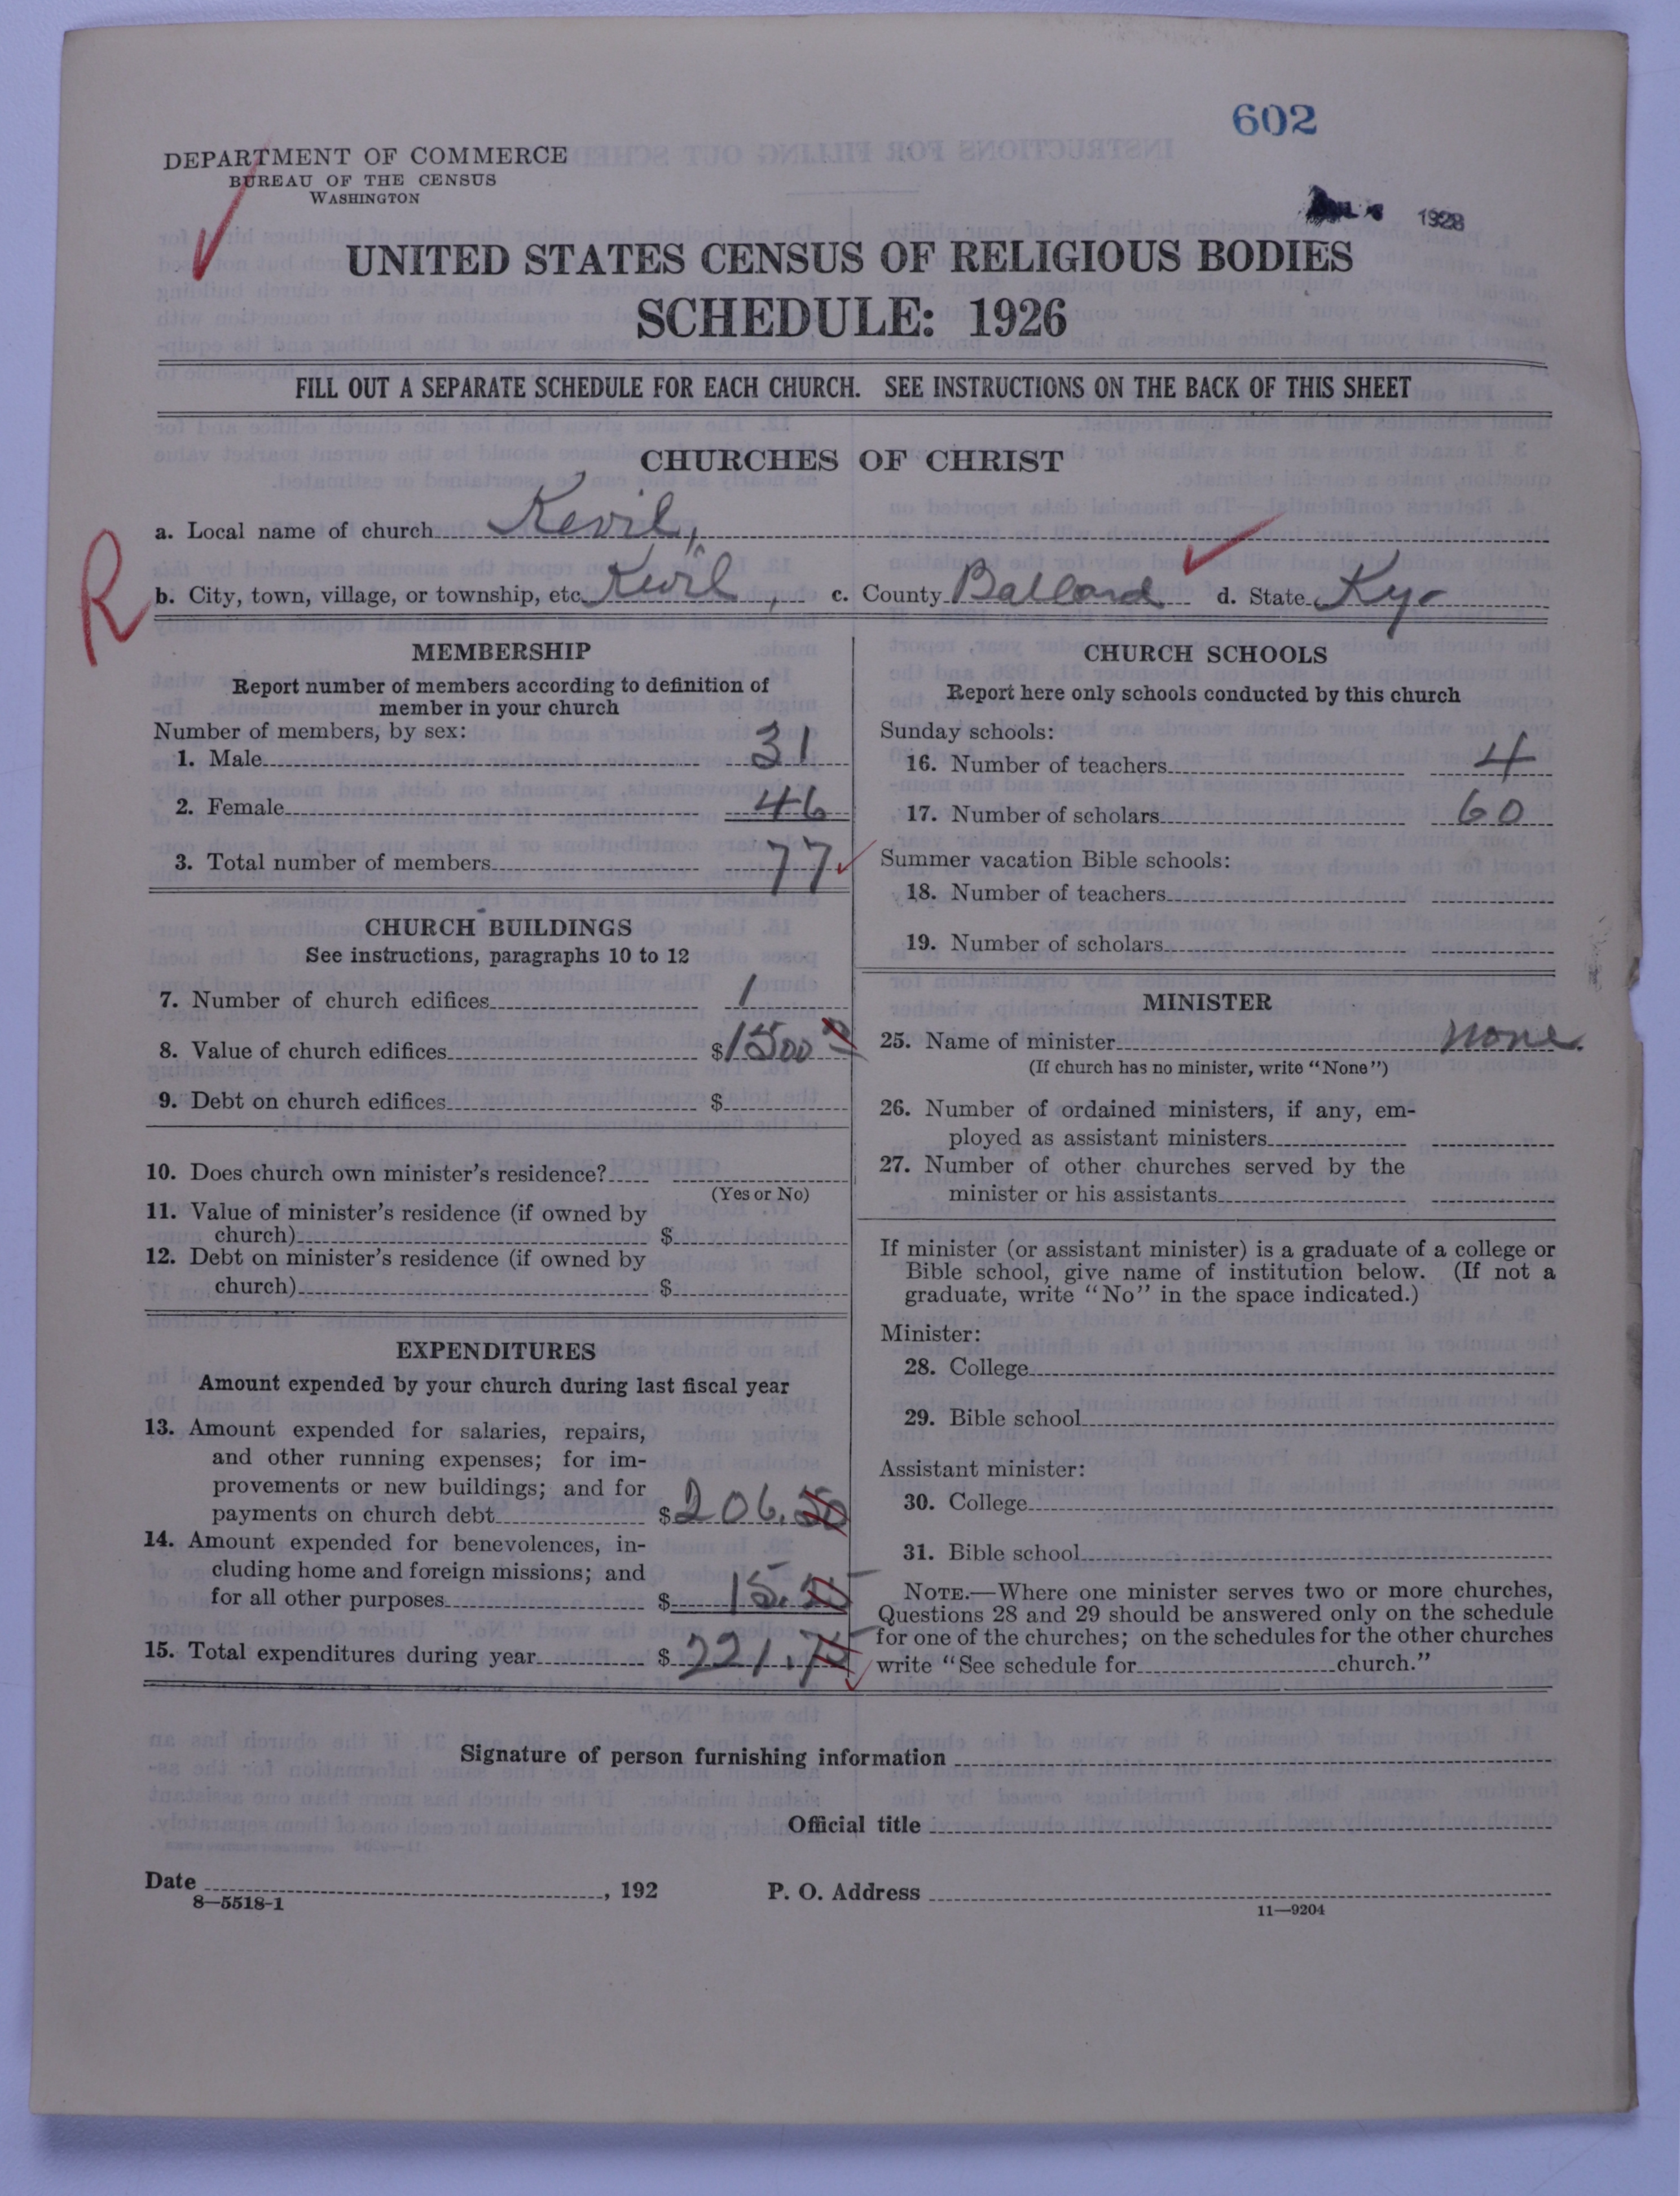 602
1928
DEPARTMENT OF COMMERCE
BUREAU OF THE CENSUS
WASHINGTON
UNITED STATES CENSUS OF RELIGIOUS BODIES
SCHEDULE: 1926
FILL OUT A SEPARATE SCHEDULE FOR EACH CHURCH. SEE INSTRUCTIONS ON THE BACK OF THIS SHEET
CHURCHES OF CHRIST
a. Local name of church Kevil,
R
b. City, town, village, or township, etc. Kevil, c. County Ballard d. State Ky.
MEMBERSHIP
Report number of members according to definition of
member in your church
Number of members, by sex:
1. Male 31
2. Female 46
3. Total number of members 77
CHURCH BUILDINGS
See instructions, paragraphs 10 to 12
7. Number of church edifices 1
8. Value of church edifices $1500
9. Debt on church edifices $
10. Does church own minister's residence?
(Yes or No)
11. Value of minister's residence (if owned by
church) $
12. Debt on minister's residence (if owned by
church) $
EXPENDITURES
Amount expended by your church during last fiscal year
13. Amount expended for salaries, repairs,
and other running expenses; for im-
provements or new buildings; and for
payments on church debt $206.50
14. Amount expended for benevolences, in-
cluding home and foreign missions; and
for all other purposes $15.25
15. Total expenditures during year $221.75
CHURCH SCHOOLS
Report here only schools conducted by this church
Sunday schools:
16. Number of teachers 4
17. Number of scholars 60
Summer vacation Bible schools:
18. Number of teachers
19. Number of scholars
MINISTER
25. Name of minister none.
(If church has no minister, write "None")
26. Number of ordained ministers, if any, em-
ployed as assistant ministers
27. Number of other churches served by the
minister or his assistants
If minister (or assistant minister) is a graduate of a college or
Bible school, give name of institution below. (If not a
graduate, write "No" in the space indicated.)
Minister:
28. College
29. Bible school
Assistant minister:
30. College
31. Bible school
NOTE.—Where one minister serves two or more churches,
Questions 28 and 29 should be answered only on the schedule
for one of the churches; on the schedules for the other churches
write "See schedule for church."
Signature of person furnishing information
Official title
Date , 192 P. O. Address
8—5518-1
11—9204